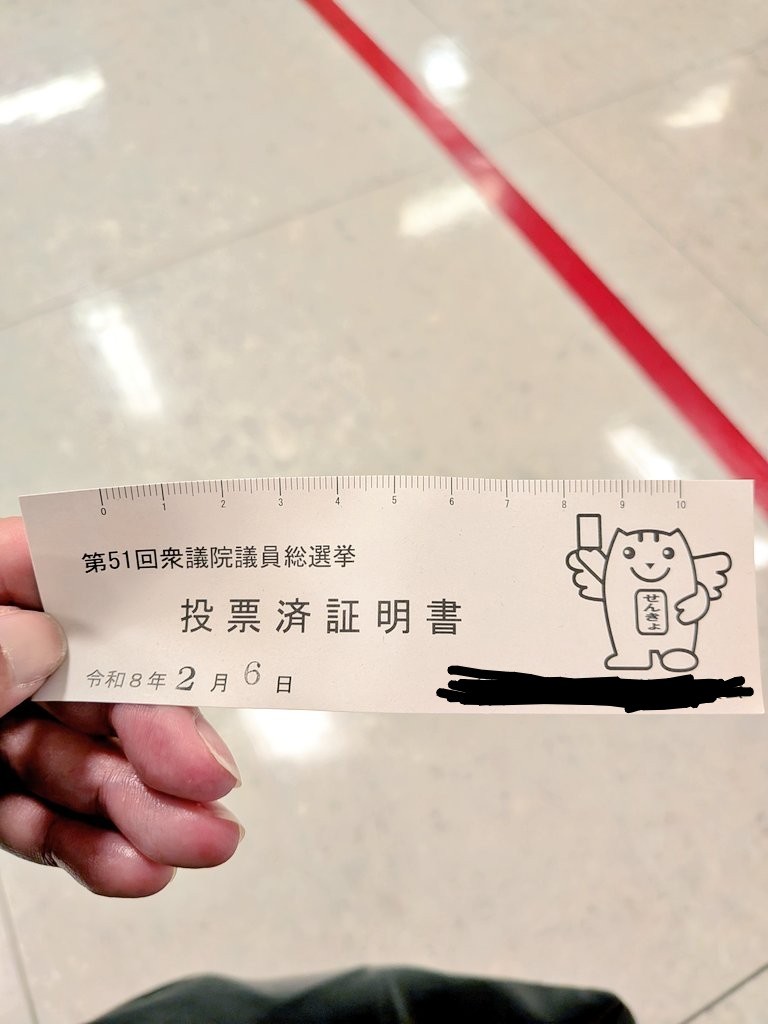 0 1 2 3 4 5 6 7 8 9 10
第51回衆議院議員総選挙
投票済証明書
せんきょ
令和8年2月6日